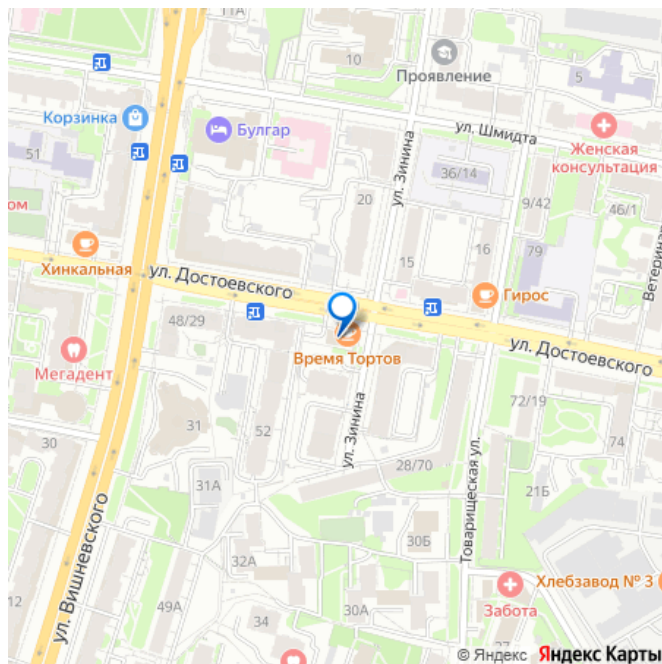 11А
10
Проявление
5
Корзинка
Булгар
ул. Шмидта
Женская
консультация
51
ул. Зинина
36/14
ом
20
9/42
46/1
Хинкальная
ул. Достоевского
15
16
79
Ветеринар
Гирос
48/29
Время Тортов
ул. Достоевского
Мегадент
72/19
30
31
52
ул. Зинина
74
28/70
31А
Товарищеская ул.
21Б
ул. Вишневского
32А
30Б
Хлебзавод № 3
12
49А
34
30А
Забота
27
© Яндекс Яндекс Карты